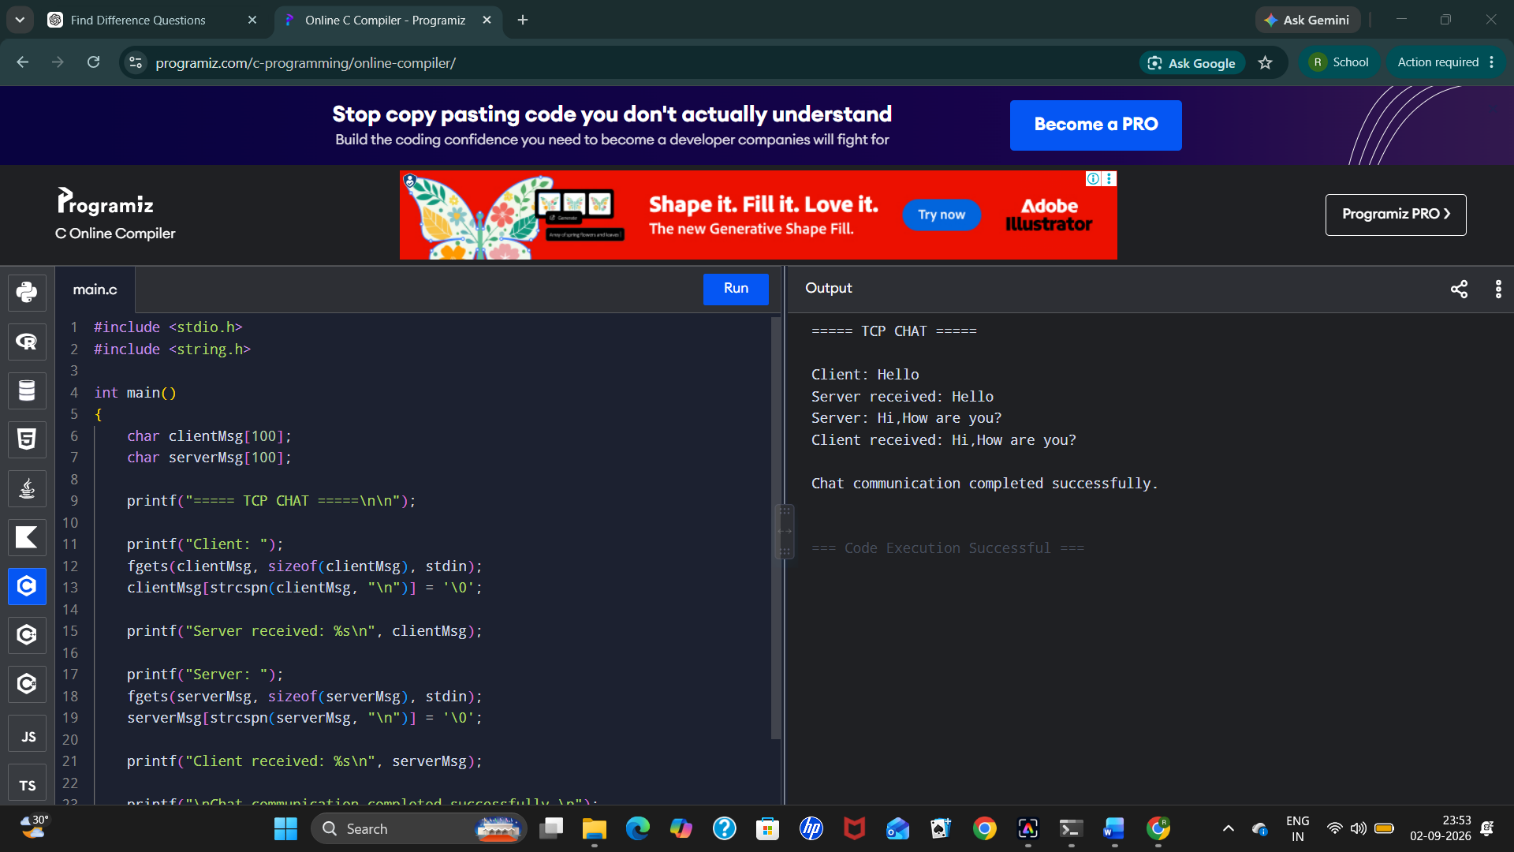 Find Difference Questions
Online C Compiler - Programiz
Ask Gemini
programiz.com/c-programming/online-compiler/
Ask Google
R School
Action required
Stop copy pasting code you don't actually understand
Build the coding confidence you need to become a developer companies will fight for
Become a PRO
Programiz
C Online Compiler
Generate
Shape it. Fill it. Love it.
The new Generative Shape Fill.
Try now
Adobe
Illustrator
Programiz PRO >
main.c
Run
Output
1 #include <stdio.h>
2 #include <string.h>
3
4 int main()
5 {
6 char clientMsg[100];
7 char serverMsg[100];
8
9 printf("===== TCP CHAT =====\n\n");
10
11 printf("Client: ");
12 fgets(clientMsg, sizeof(clientMsg), stdin);
13 clientMsg[strcspn(clientMsg, "\n")] = '\0';
14
15 printf("Server received: %s\n", clientMsg);
16
17 printf("Server: ");
18 fgets(serverMsg, sizeof(serverMsg), stdin);
19 serverMsg[strcspn(serverMsg, "\n")] = '\0';
20
21 printf("Client received: %s\n", serverMsg);
22
23 printf("\nChat communication completed successfully.\n");
===== TCP CHAT =====
Client: Hello
Server received: Hello
Server: Hi,How are you?
Client received: Hi,How are you?
Chat communication completed successfully.
=== Code Execution Successful ===
JS
TS
30°
Search
ENG
IN
23:53
02-09-2026